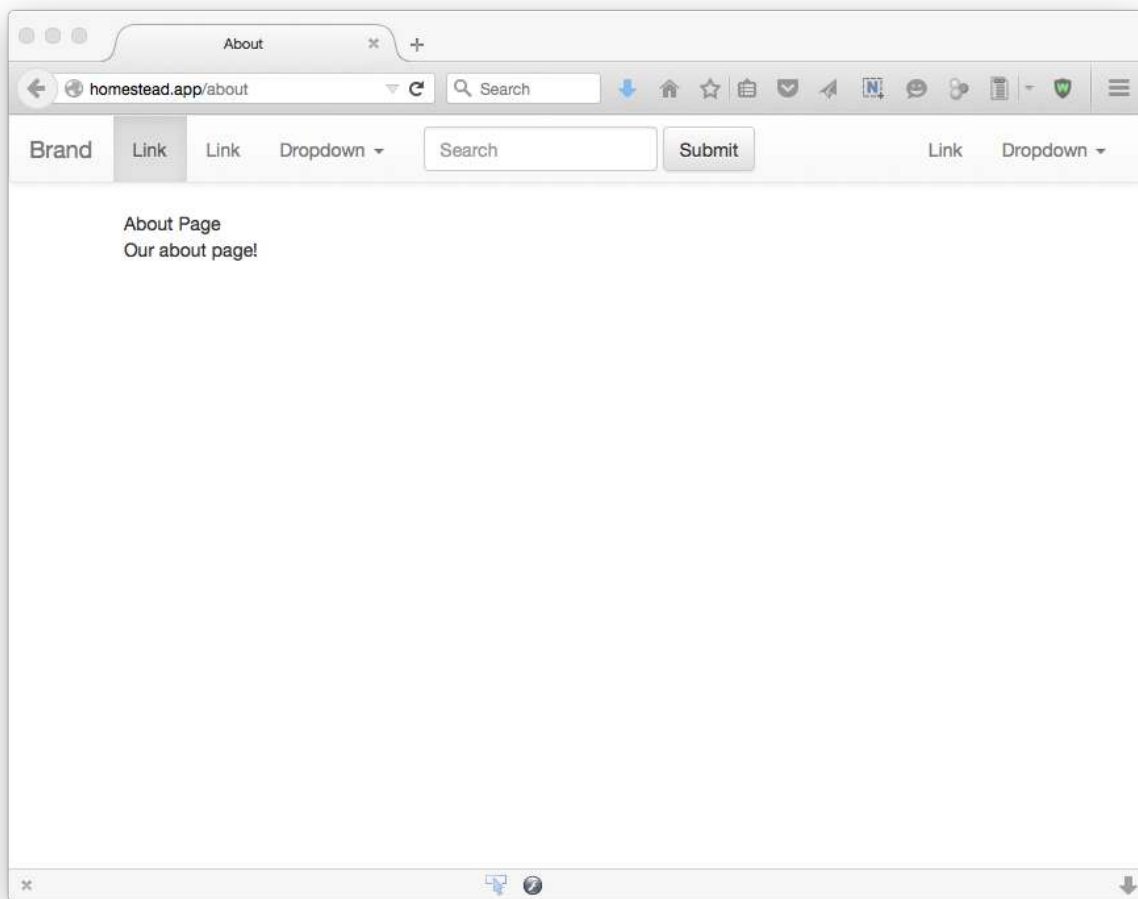 About
homestead.app/about
Search
Brand Link Link Dropdown Search Submit Link Dropdown
About Page
Our about page!